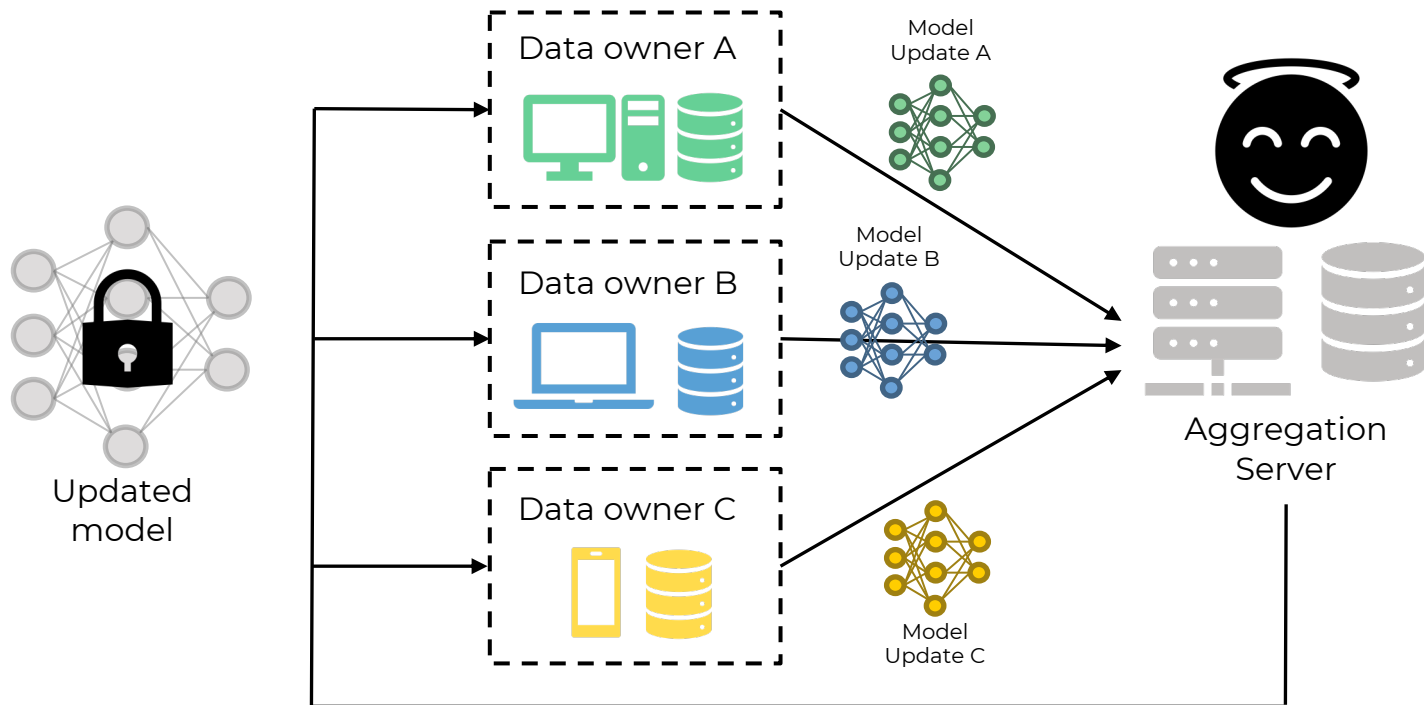 Data owner A
Model
Update A
Data owner B
Model
Update B
Aggregation
Server
Updated
model
Data owner C
Model
Update C